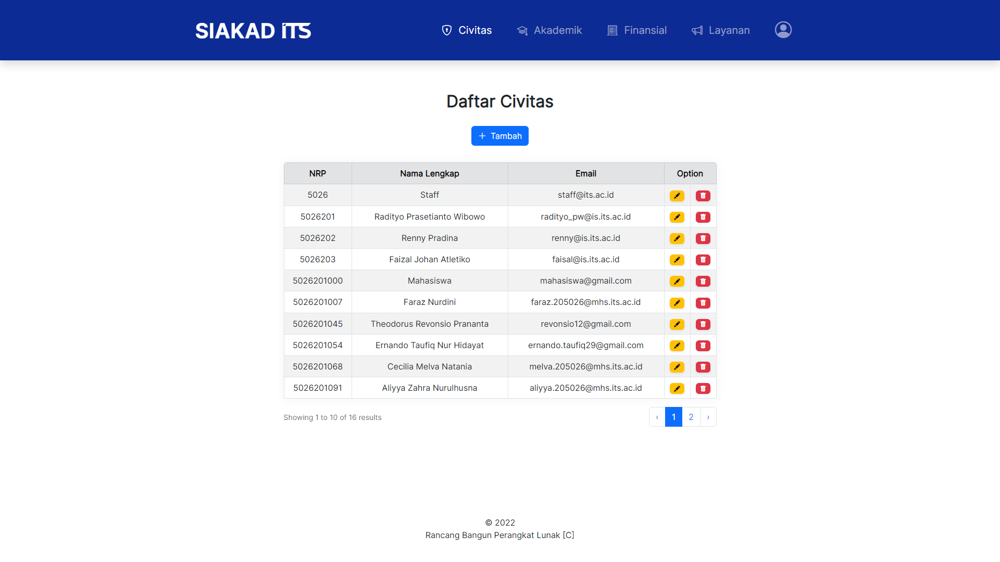 SIAKAD ITS
Civitas
Akademik
Finansial
Layanan
Daftar Civitas
+ Tambah
NRP Nama Lengkap Email Option
5026 Staff staff@its.ac.id
5026201 Radityo Prasetianto Wibowo radityo_pw@is.its.ac.id
5026202 Renny Pradina renny@is.its.ac.id
5026203 Faizal Johan Atletiko faisal@is.its.ac.id
5026201000 Mahasiswa mahasiswa@gmail.com
5026201007 Faraz Nurdini faraz.205026@mhs.its.ac.id
5026201045 Theodorus Revonsio Prananta revonsio12@gmail.com
5026201054 Ernando Taufiq Nur Hidayat ernando.taufiq29@gmail.com
5026201068 Cecilia Melva Natania melva.205026@mhs.its.ac.id
5026201091 Aliyya Zahra Nurulhusna aliyya.205026@mhs.its.ac.id
Showing 1 to 10 of 16 results
‹ 1 2 ›
© 2022
Rancang Bangun Perangkat Lunak [C]